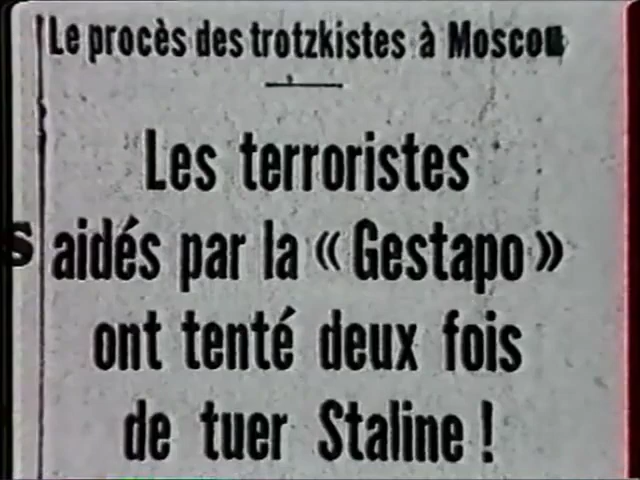 Le procès des trotzkistes à Moscou
Les terroristes
s aidés par la « Gestapo »
ont tenté deux fois
de tuer Staline !